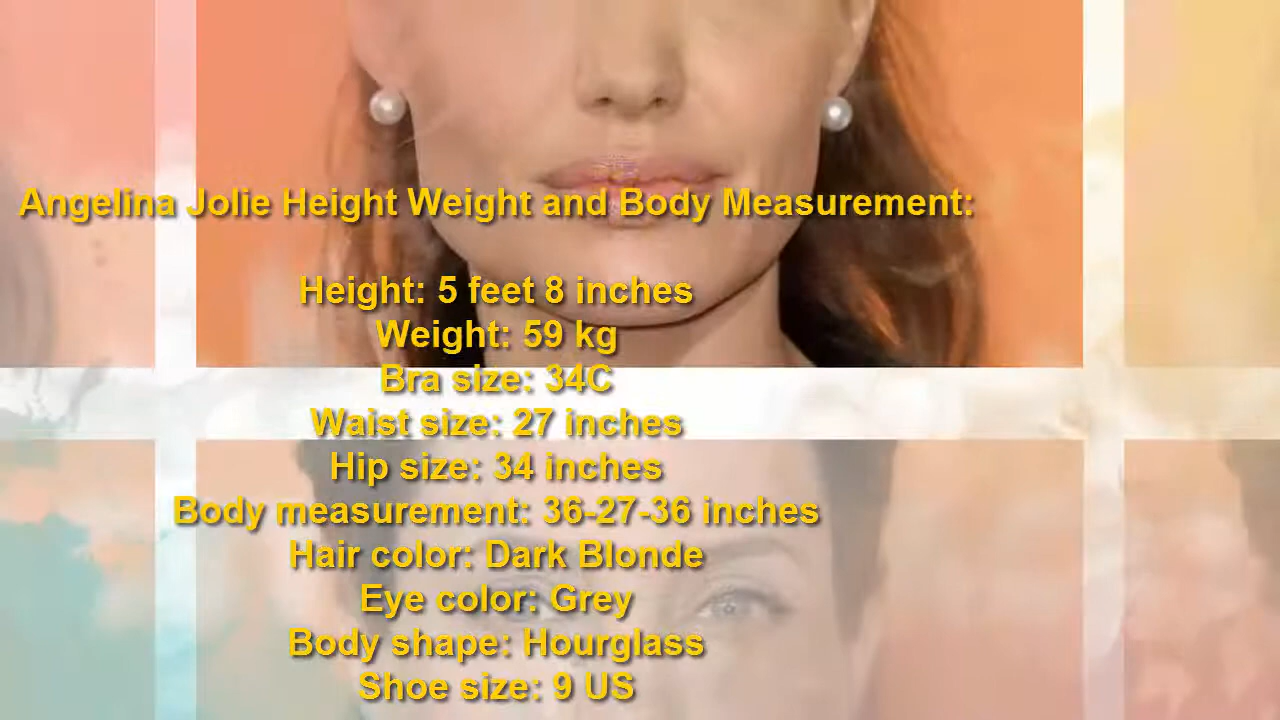 Angelina Jolie Height Weight and Body Measurement:
Height: 5 feet 8 inches
Weight: 59 kg
Bra size: 34C
Waist size: 27 inches
Hip size: 34 inches
Body measurement: 36-27-36 inches
Hair color: Dark Blonde
Eye color: Grey
Body shape: Hourglass
Shoe size: 9 US